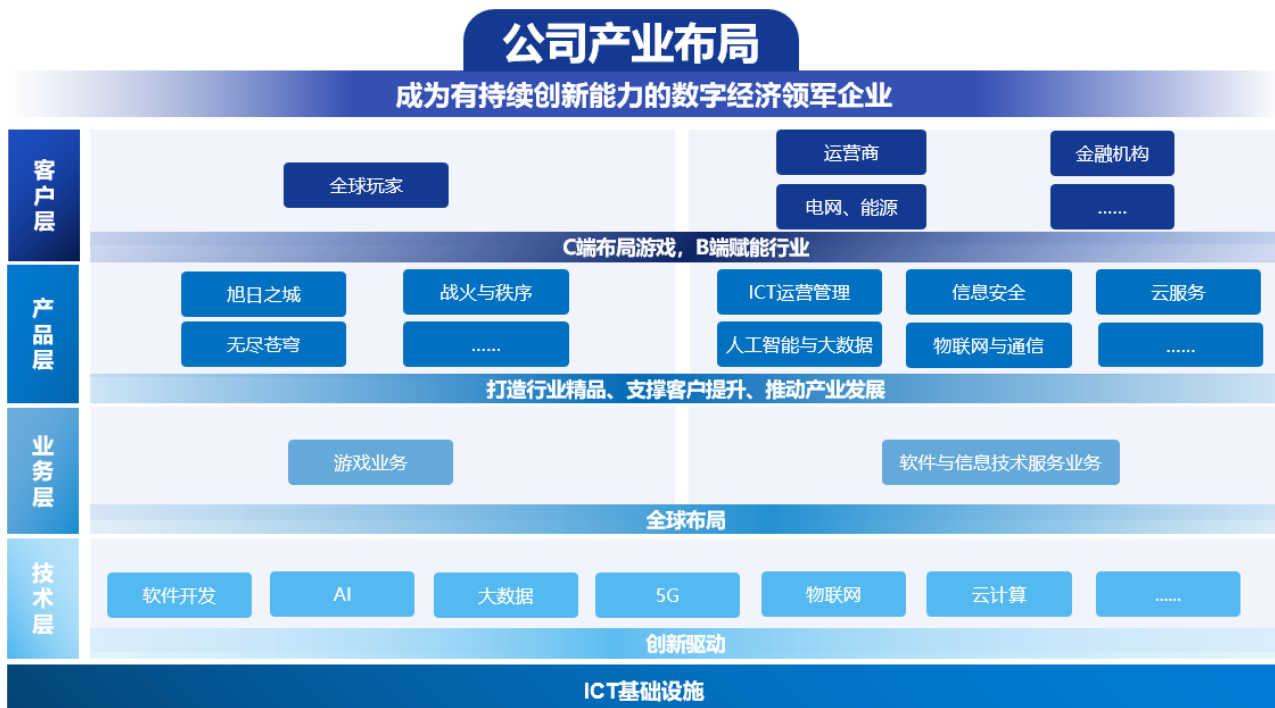 公司产业布局
成为有持续创新能力的数字经济领军企业
客户层
全球玩家
运营商
金融机构
电网、能源
......
C端布局游戏，B端赋能行业
产品层
旭日之城
战火与秩序
无尽苍穹
......
ICT运营管理
信息安全
云服务
人工智能与大数据
物联网与通信
......
打造行业精品、支撑客户提升、推动产业发展
业务层
游戏业务
软件与信息技术服务业务
全球布局
技术层
软件开发
AI
大数据
5G
物联网
云计算
......
创新驱动
ICT基础设施